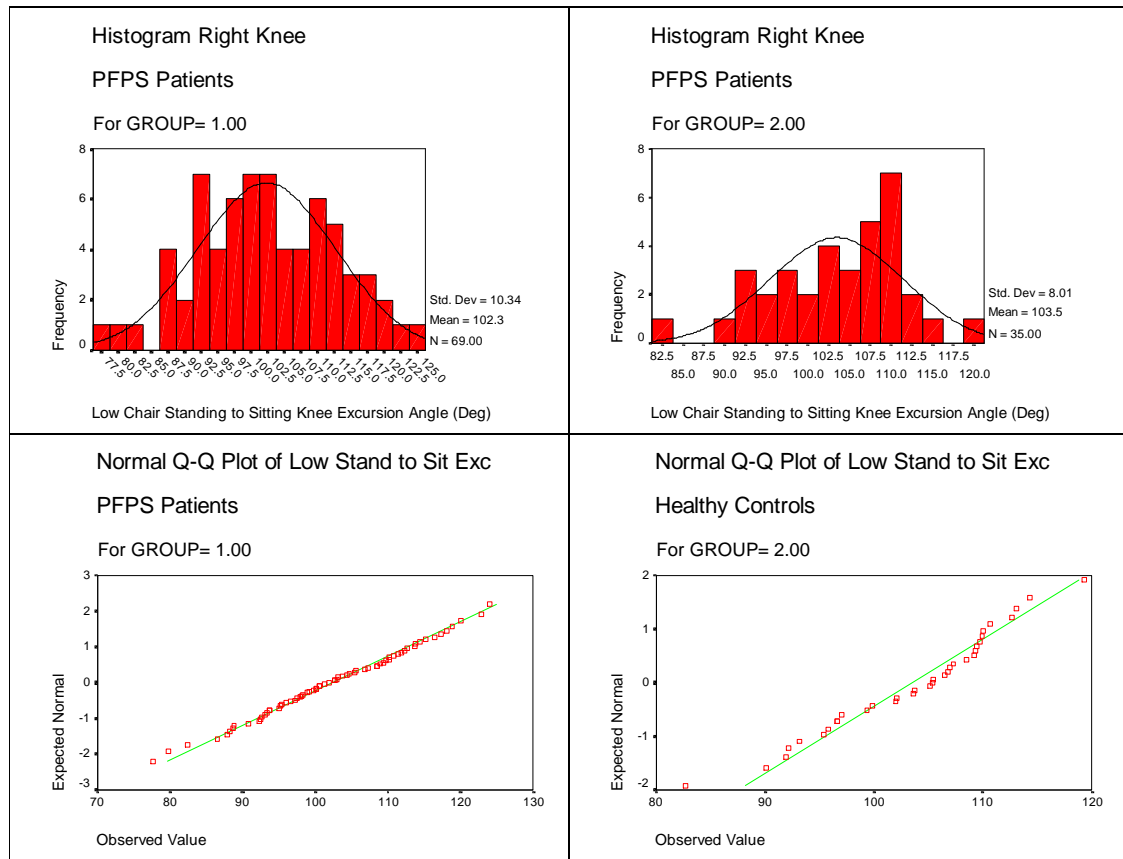 Histogram Right Knee
PFPS Patients
For GROUP= 1.00
8
6
4
2
0
Frequency
Std. Dev = 10.34
Mean = 102.3
N = 69.00
77.5 80.0 82.5 85.0 87.5 90.0 92.5 95.0 97.5 100.0 102.5 105.0 107.5 110.0 112.5 115.0 117.5 120.0 122.5 125.0
Low Chair Standing to Sitting Knee Excursion Angle (Deg)
Histogram Right Knee
PFPS Patients
For GROUP= 2.00
8
6
4
2
0
Frequency
Std. Dev = 8.01
Mean = 103.5
N = 35.00
82.5 87.5 92.5 97.5 102.5 107.5 112.5 117.5
85.0 90.0 95.0 100.0 105.0 110.0 115.0 120.0
Low Chair Standing to Sitting Knee Excursion Angle (Deg)
Normal Q-Q Plot of Low Stand to Sit Exc
PFPS Patients
For GROUP= 1.00
3
2
1
0
-1
-2
-3
Expected Normal
70 80 90 100 110 120 130
Observed Value
Normal Q-Q Plot of Low Stand to Sit Exc
Healthy Controls
For GROUP= 2.00
2
1
0
-1
-2
Expected Normal
80 90 100 110 120
Observed Value